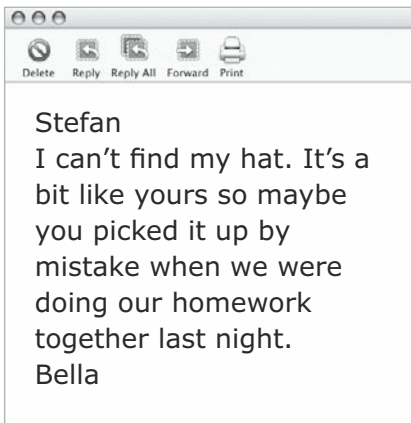 Delete Reply Reply All Forward Print
Stefan
I can't find my hat. It's a
bit like yours so maybe
you picked it up by
mistake when we were
doing our homework
together last night.
Bella